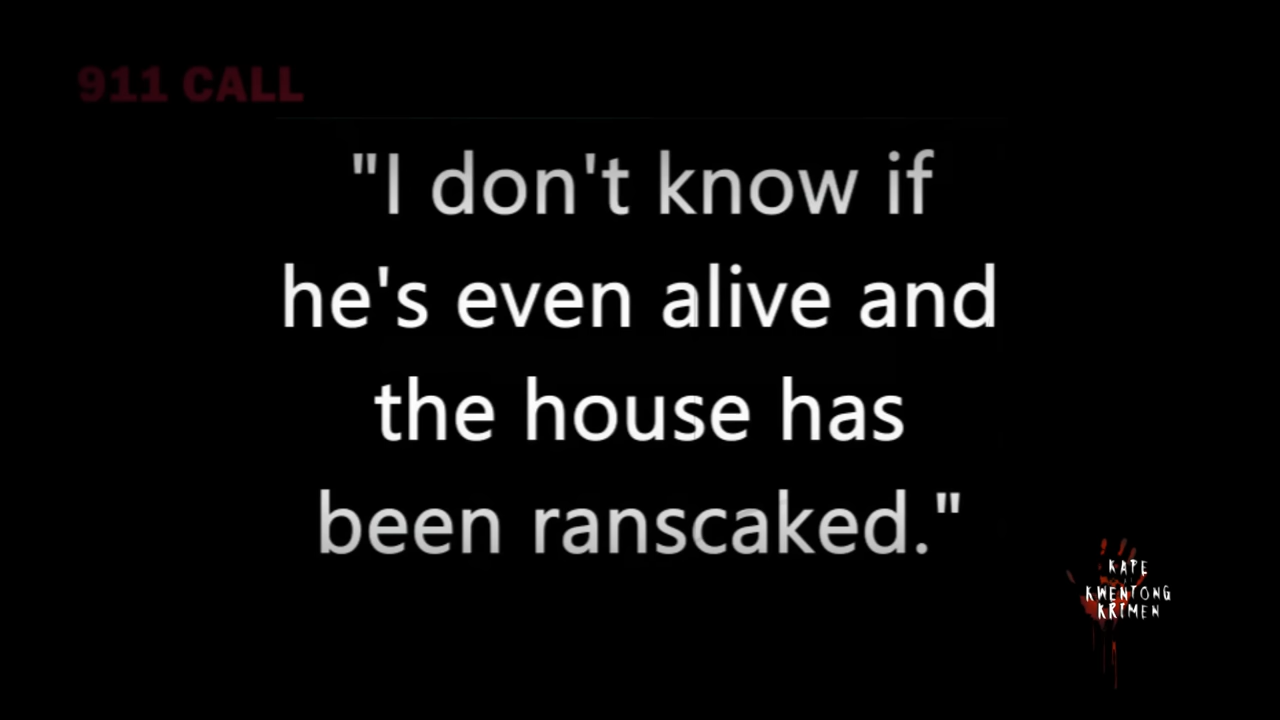 911 CALL
"I don't know if
he's even alive and
the house has
been ranscaked."
KAPE
KWENTONG
KRIMEN